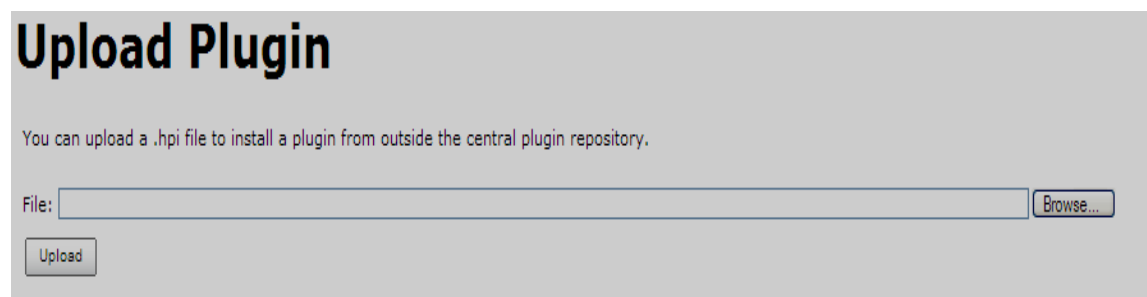 Upload Plugin
You can upload a .hpi file to install a plugin from outside the central plugin repository.
File: Browse...
Upload